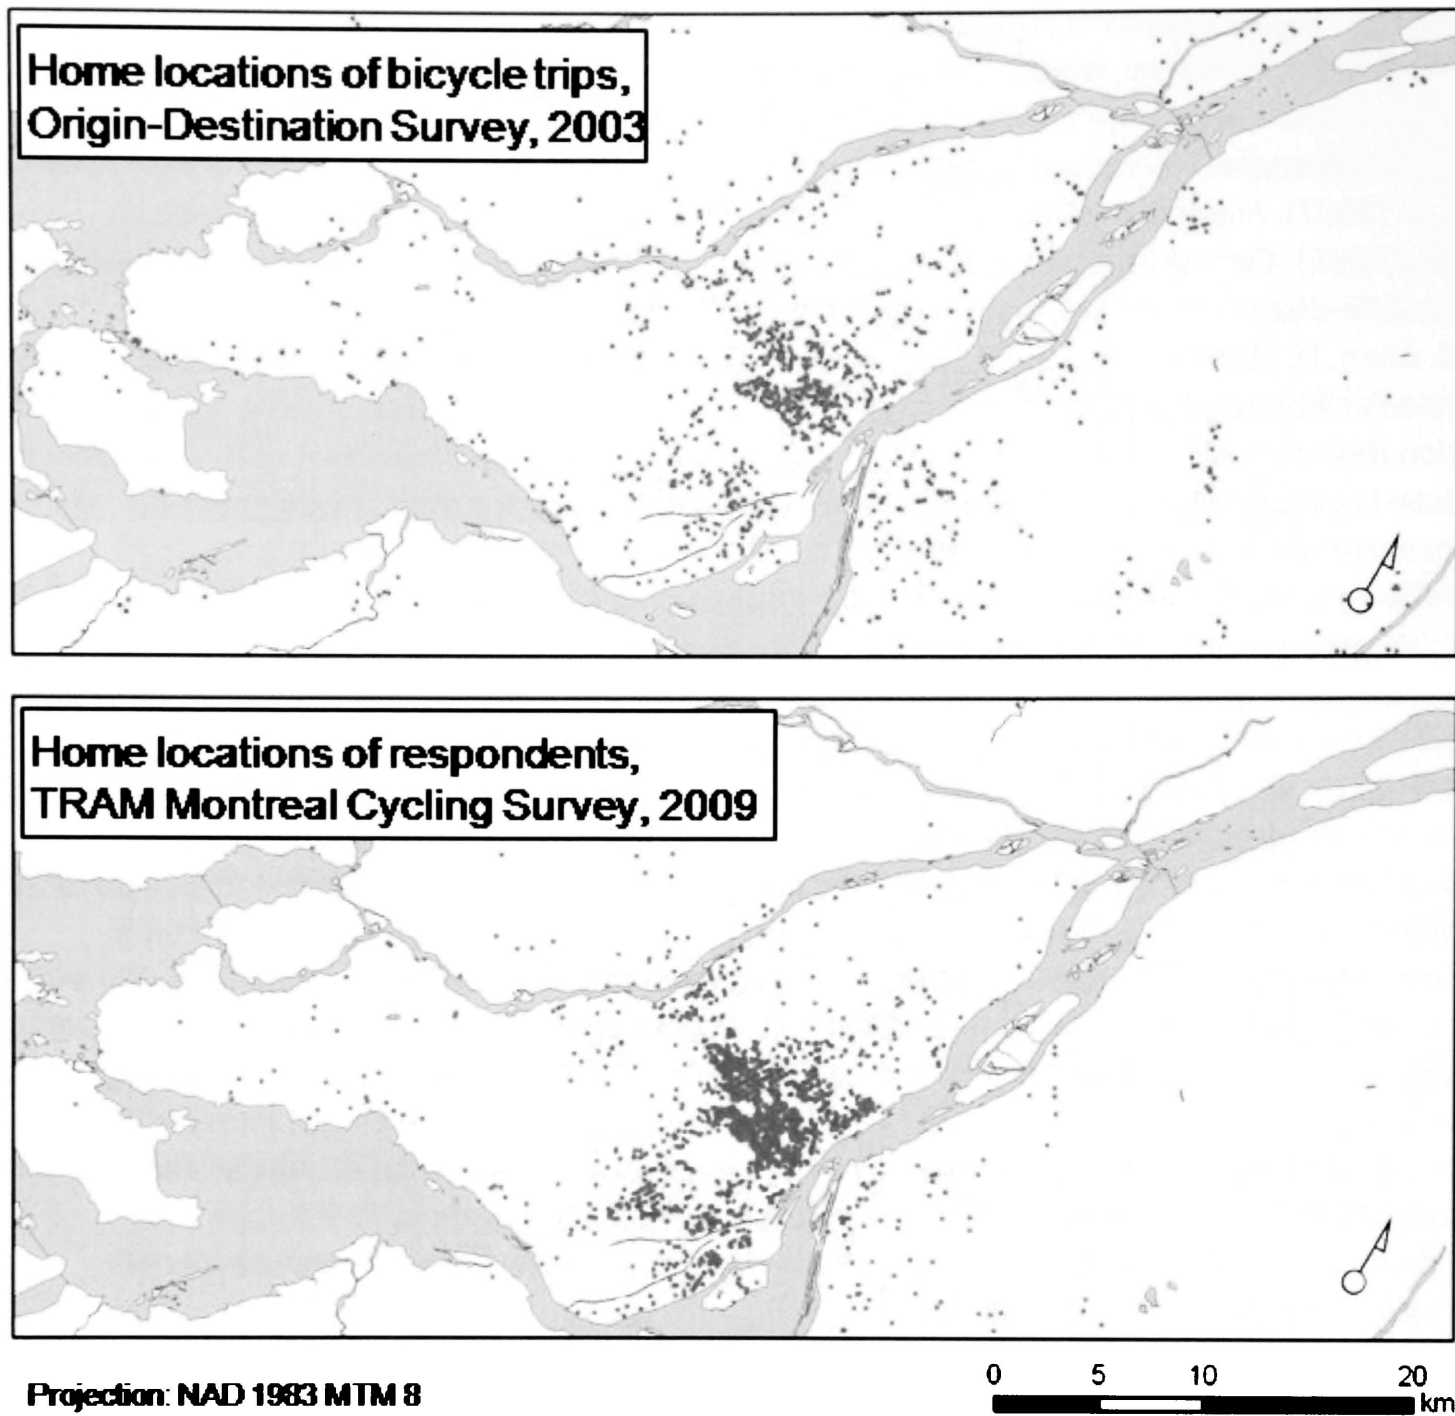 Home locations of bicycle trips,
Origin-Destination Survey, 2003
Home locations of respondents,
TRAM Montreal Cycling Survey, 2009
Projection: NAD 1983 MTM 8
0 5 10 20
km